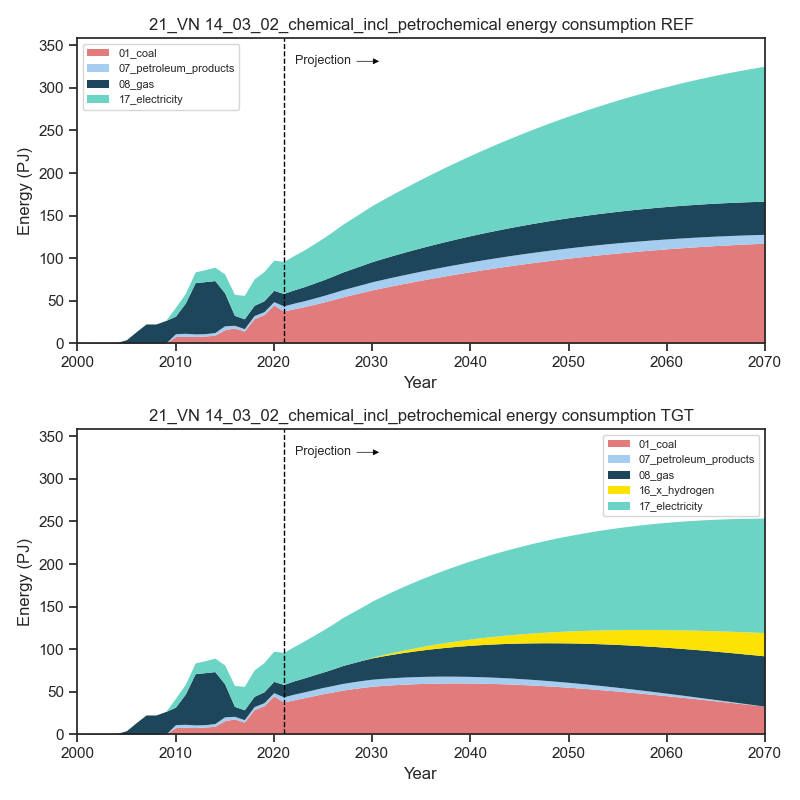 21_VN 14_03_02_chemical_incl_petrochemical energy consumption REF
350
300
250
200
150
100
50
0
Energy (PJ)
01_coal
07_petroleum_products
08_gas
17_electricity
Projection
2000 2010 2020 2030 2040 2050 2060 2070
Year
21_VN 14_03_02_chemical_incl_petrochemical energy consumption TGT
350
300
250
200
150
100
50
0
Energy (PJ)
Projection
01_coal
07_petroleum_products
08_gas
16_x_hydrogen
17_electricity
2000 2010 2020 2030 2040 2050 2060 2070
Year